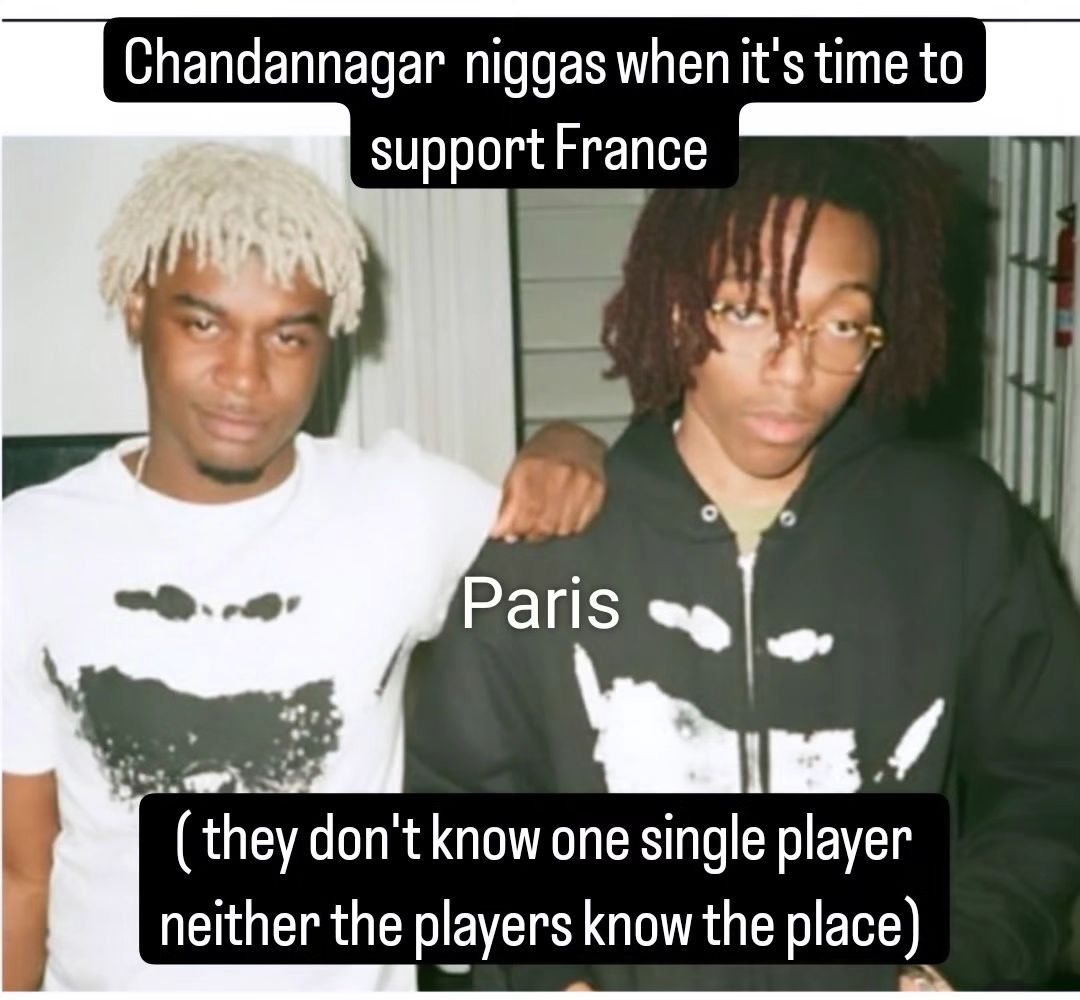 Chandannagar niggas when it's time to
support France
Paris
( they don't know one single player
neither the players know the place)